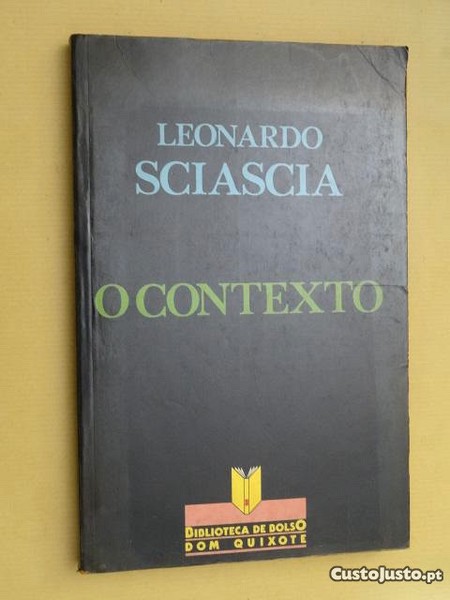 LEONARDO
SCIASCIA
O CONTEXTO
BIBLIOTECA DE BOLSO
DOM QUIXOTE
CustoJusto.pt